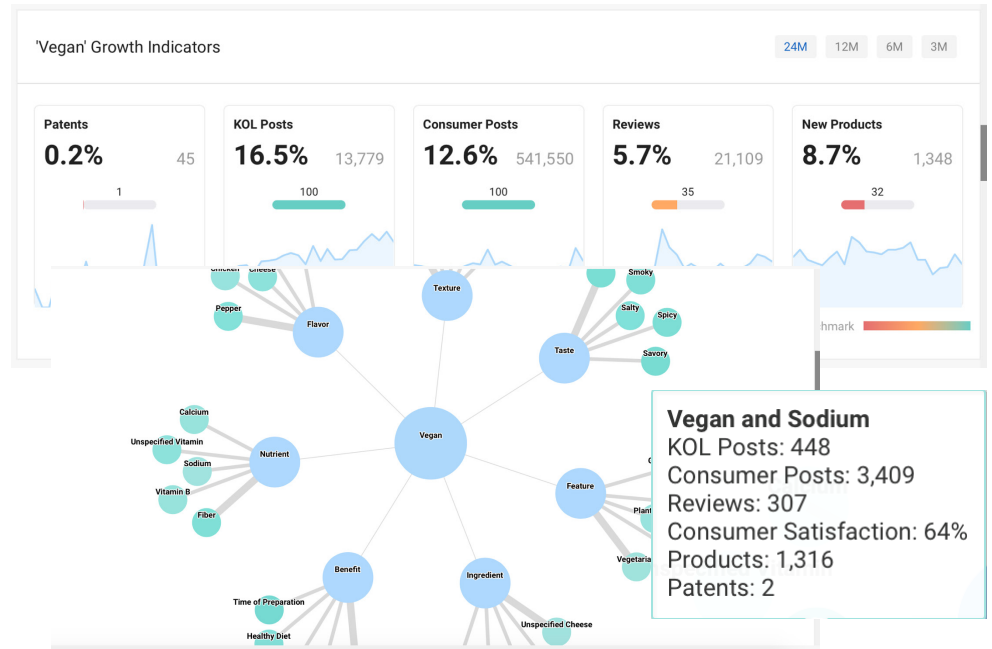 'Vegan' Growth Indicators
24M 12M 6M 3M
Patents
0.2% 45
1
KOL Posts
16.5% 13,779
100
Consumer Posts
12.6% 541,550
100
Reviews
5.7% 21,109
35
New Products
8.7% 1,348
32
hmark
Chicken
Cheese
Pepper
Flavor
Texture
Smoky
Salty
Spicy
Taste
Savory
Vegan
Calcium
Unspecified Vitamin
Nutrient
Sodium
Vitamin B
Fiber
Feature
Plant
Vegetaria
Benefit
Ingredient
Time of Preparation
Healthy Diet
Unspecified Cheese
Vegan and Sodium
KOL Posts: 448
Consumer Posts: 3,409
Reviews: 307
Consumer Satisfaction: 64%
Products: 1,316
Patents: 2